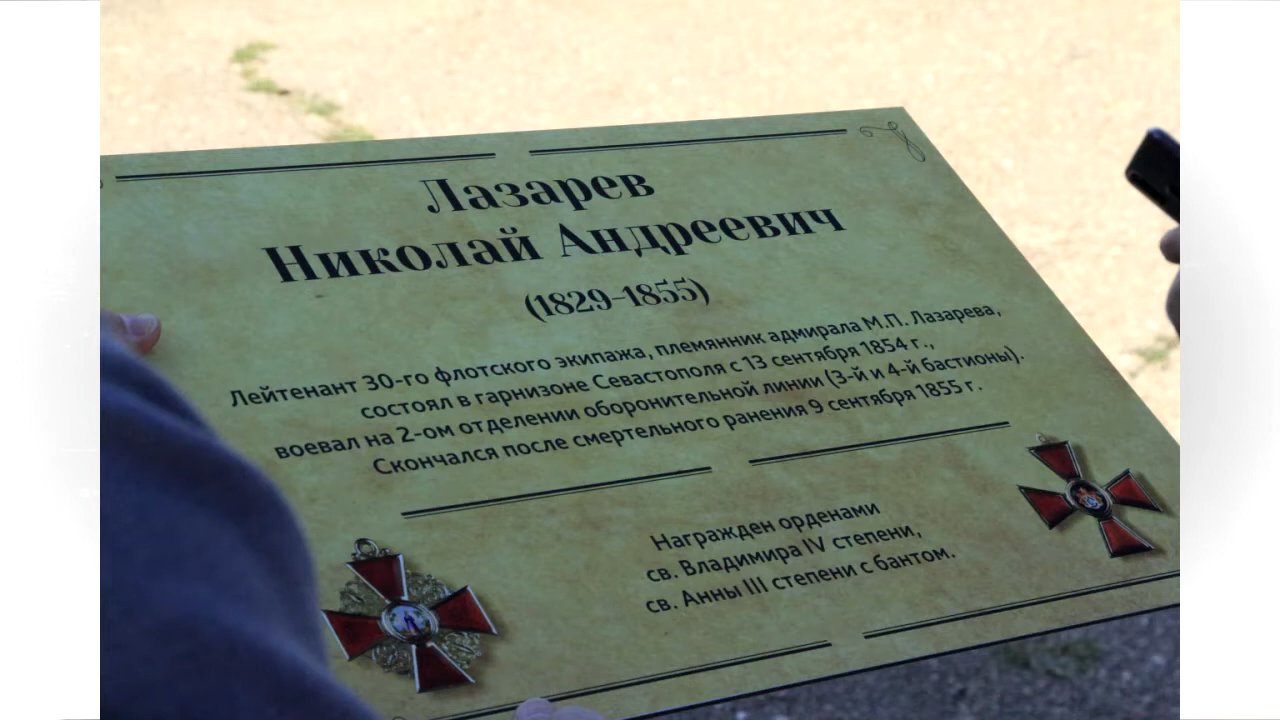 Лазарев
Николай Андреевич
(1829-1855)
Лейтенант 30-го флотского экипажа, племянник адмирала М.П. Лазарева,
состоял в гарнизоне Севастополя с 13 сентября 1854 г.,
воевал на 2-ом отделении оборонительной линии (3-й и 4-й бастионы).
Скончался после смертельного ранения 9 сентября 1855 г.
Награжден орденами
св. Владимира IV степени,
св. Анны III степени с бантом.